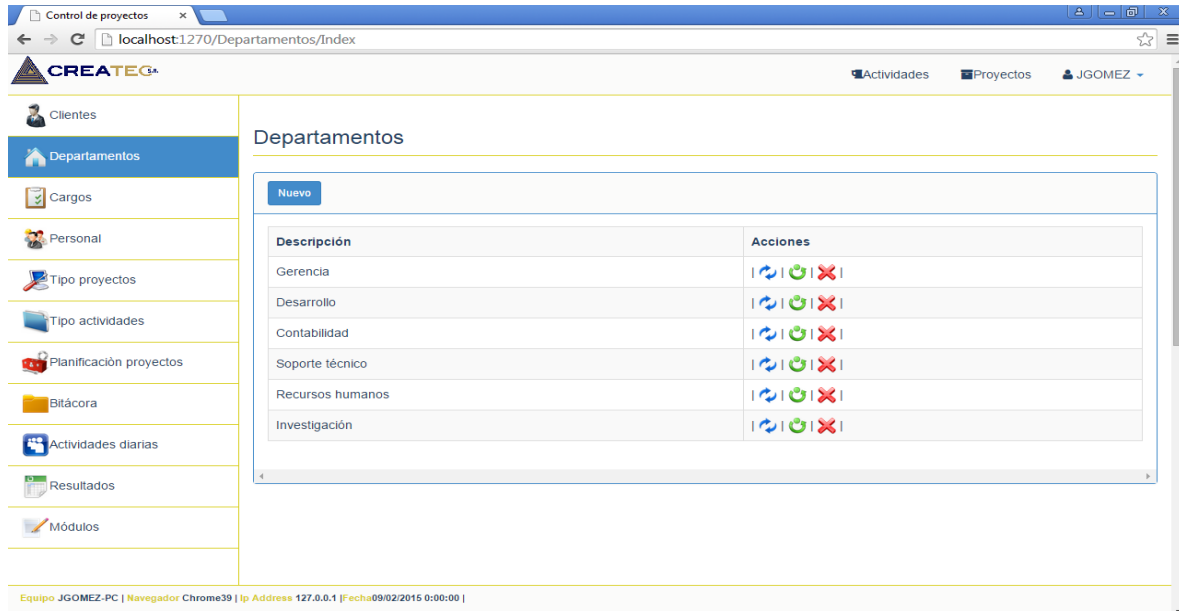 Control de proyectos
localhost:1270/Departamentos/Index
CREATEC S.A.
Actividades
Proyectos
JGOMEZ
Clientes
Departamentos
Cargos
Personal
Tipo proyectos
Tipo actividades
Planificación proyectos
Bitácora
Actividades diarias
Resultados
Módulos
Departamentos
Nuevo
Descripción Acciones
Gerencia | | | |
Desarrollo | | | |
Contabilidad | | | |
Soporte técnico | | | |
Recursos humanos | | | |
Investigación | | | |
Equipo JGOMEZ-PC | Navegador Chrome39 | Ip Address 127.0.0.1 |Fecha09/02/2015 0:00:00 |